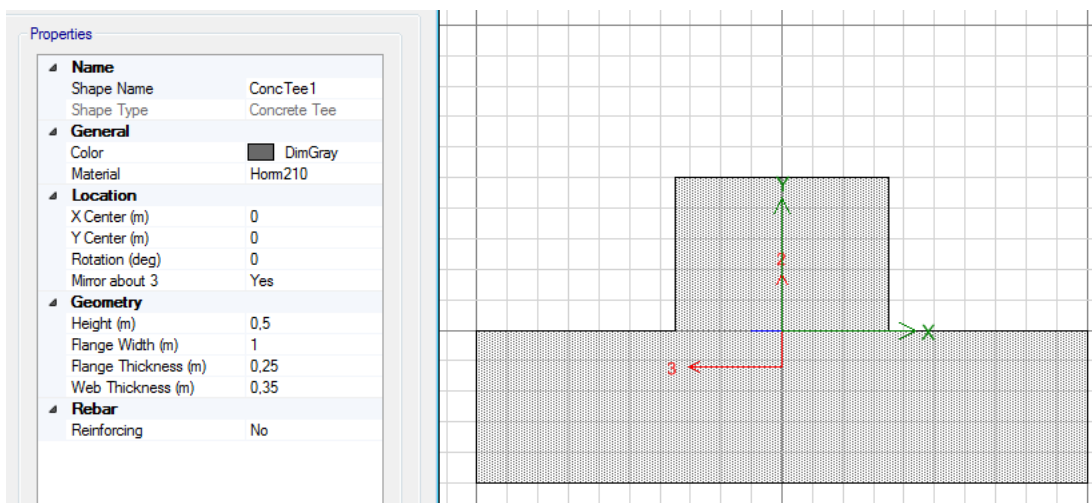 Properties
Name
Shape Name ConcTee1
Shape Type Concrete Tee
General
Color DimGray
Material Horm210
Location
X Center (m) 0
Y Center (m) 0
Rotation (deg) 0
Mirror about 3 Yes
Geometry
Height (m) 0,5
Flange Width (m) 1
Flange Thickness (m) 0,25
Web Thickness (m) 0,35
Rebar
Reinforcing No
Y
2
X
3